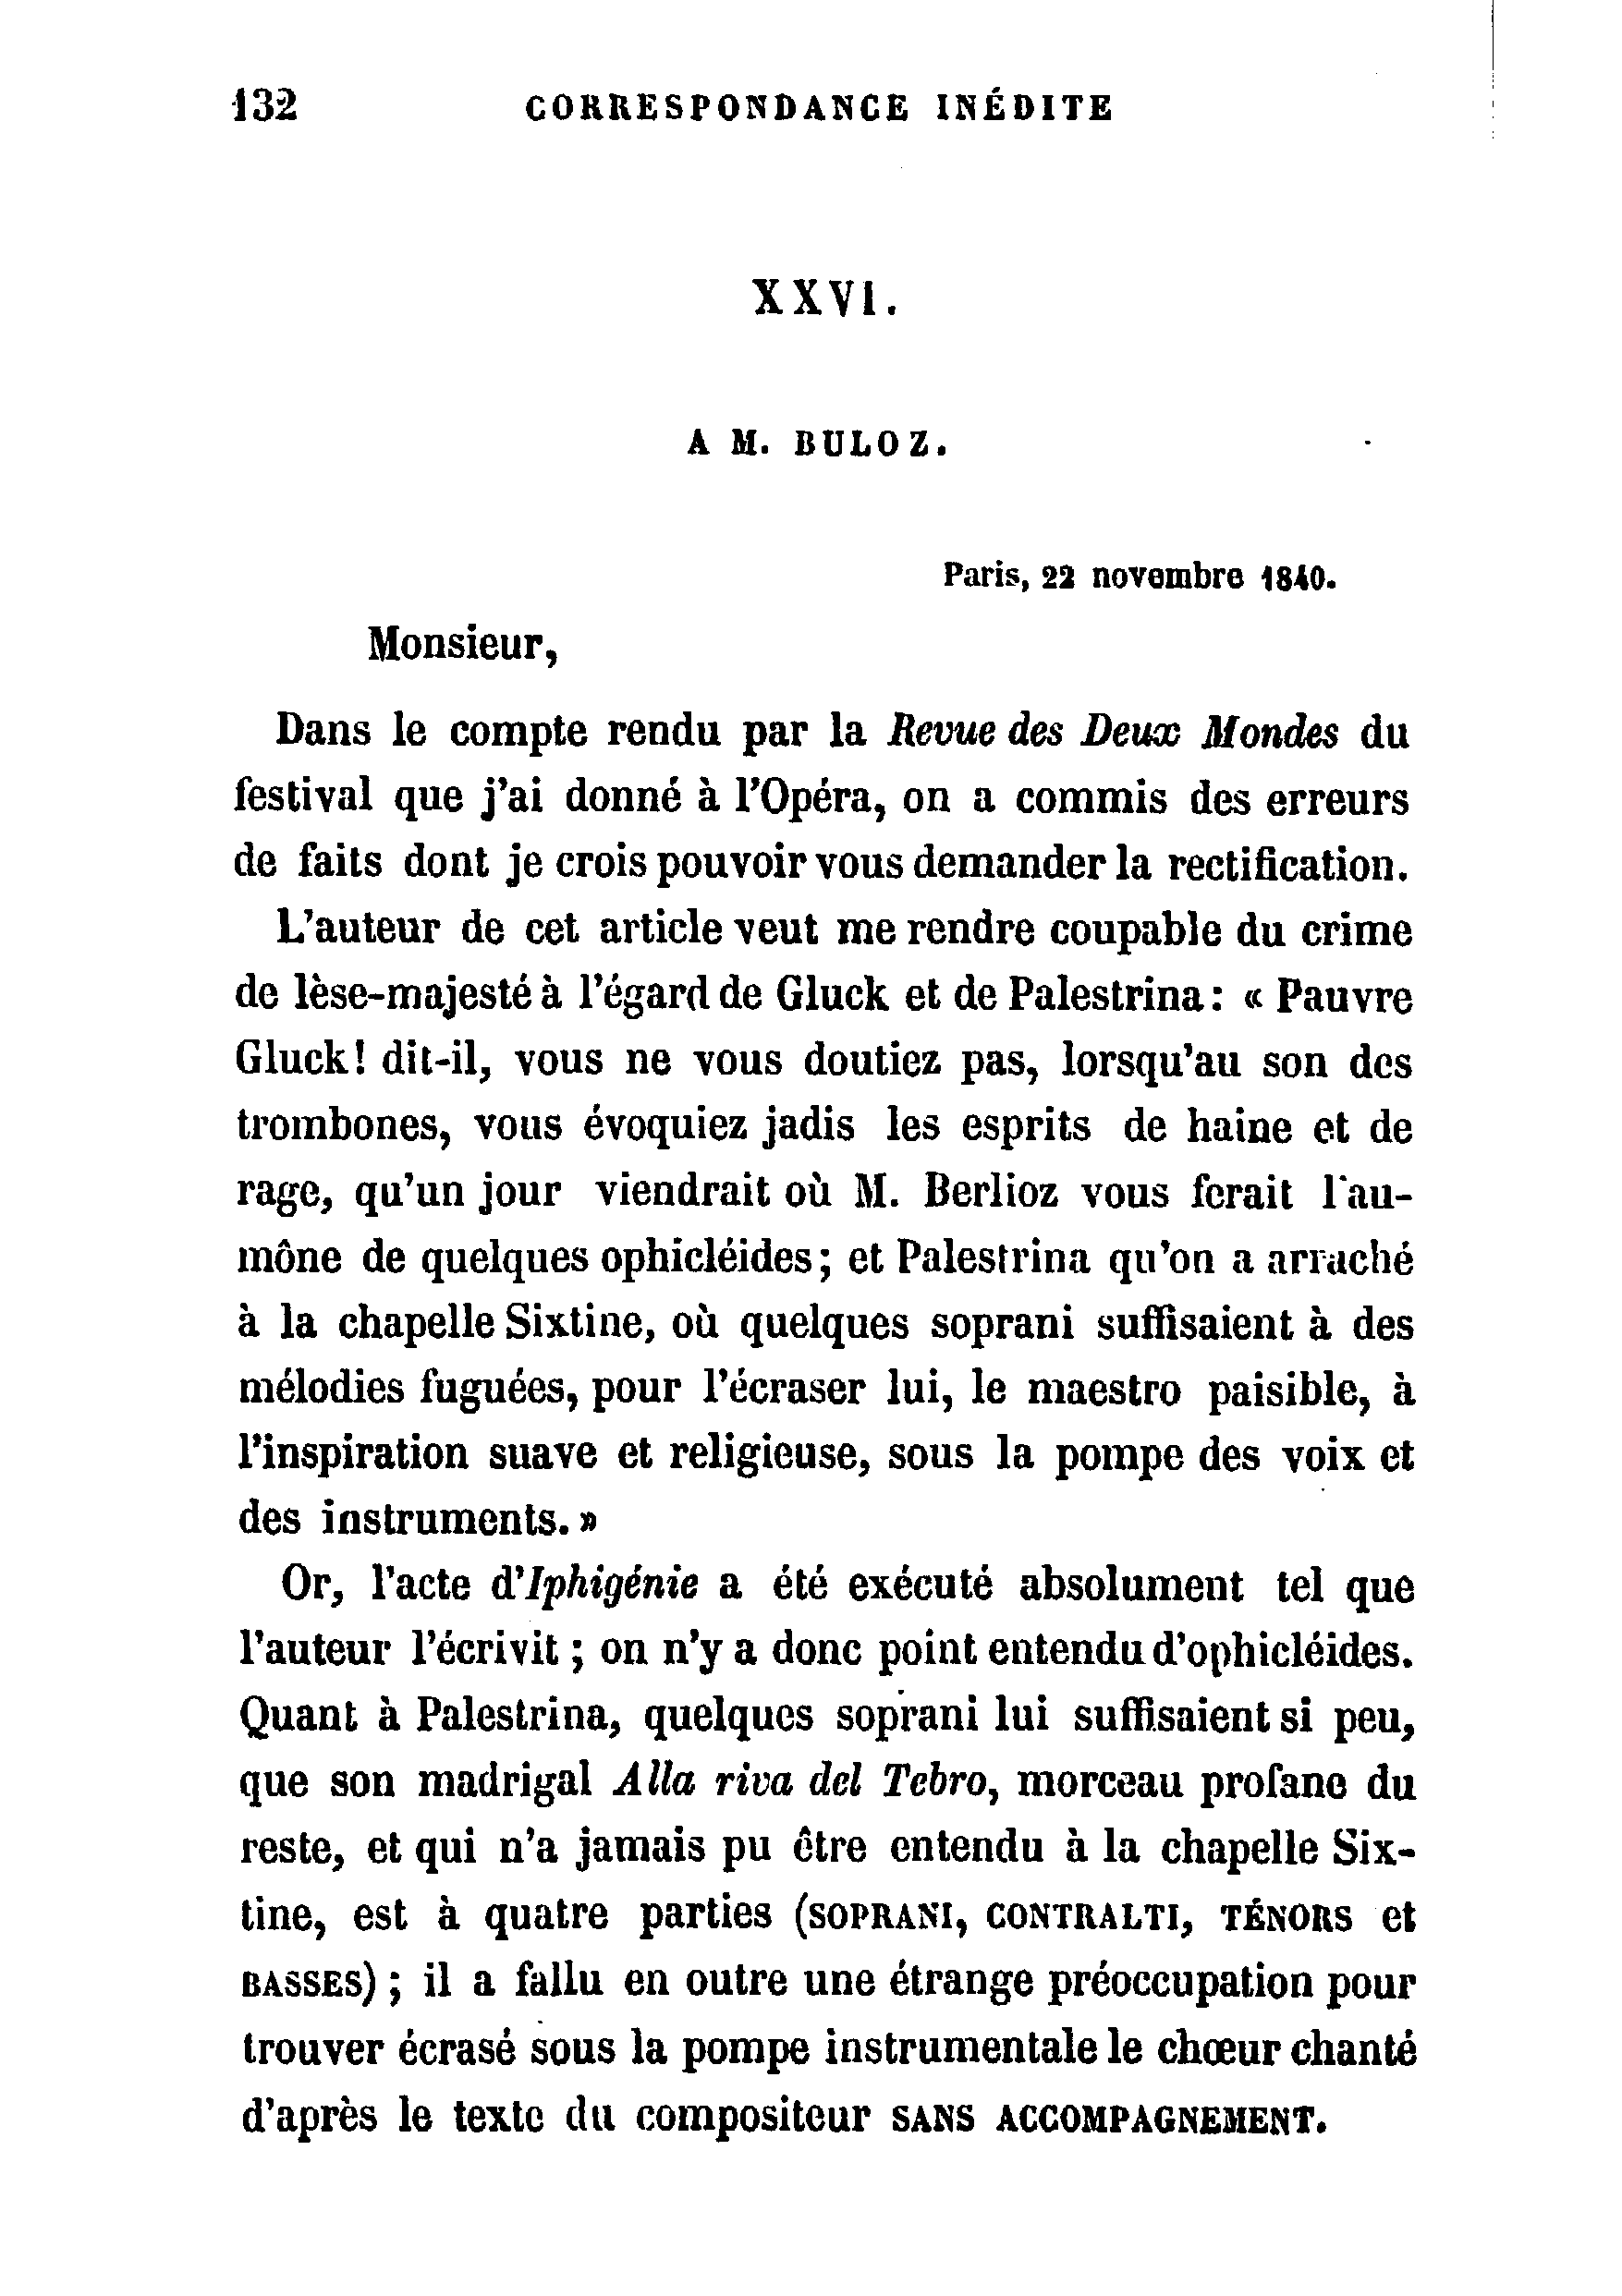 132 CORRESPONDANCE INÉDITE
XXVI.
A M. BULOZ.
Paris, 22 novembre 1840.
Monsieur,
Dans le compte rendu par la Revue des Deux Mondes du
festival que j'ai donné à l'Opéra, on a commis des erreurs
de faits dont je crois pouvoir vous demander la rectification.
L'auteur de cet article veut me rendre coupable du crime
de lèse-majesté à l'égard de Gluck et de Palestrina: « Pauvre
Gluck! dit-il, vous ne vous doutiez pas, lorsqu'au son des
trombones, vous évoquiez jadis les esprits de haine et de
rage, qu'un jour viendrait où M. Berlioz vous ferait l'au-
mône de quelques ophicléides; et Palestrina qu'on a arraché
à la chapelle Sixtine, où quelques soprani suffisaient à des
mélodies fuguées, pour l'écraser lui, le maestro paisible, à
l'inspiration suave et religieuse, sous la pompe des voix et
des instruments. »
Or, l'acte d'Iphigénie a été exécuté absolument tel que
l'auteur l'écrivit ; on n'y a donc point entendu d'ophicléides.
Quant à Palestrina, quelques soprani lui suffisaient si peu,
que son madrigal Alla riva del Tebro, morceau profane du
reste, et qui n'a jamais pu être entendu à la chapelle Six-
tine, est à quatre parties (SOPRANI, CONTRALTI, TÉNORS et
BASSES) ; il a fallu en outre une étrange préoccupation pour
trouver écrasé sous la pompe instrumentale le chœur chanté
d'après le texte du compositeur SANS ACCOMPAGNEMENT.